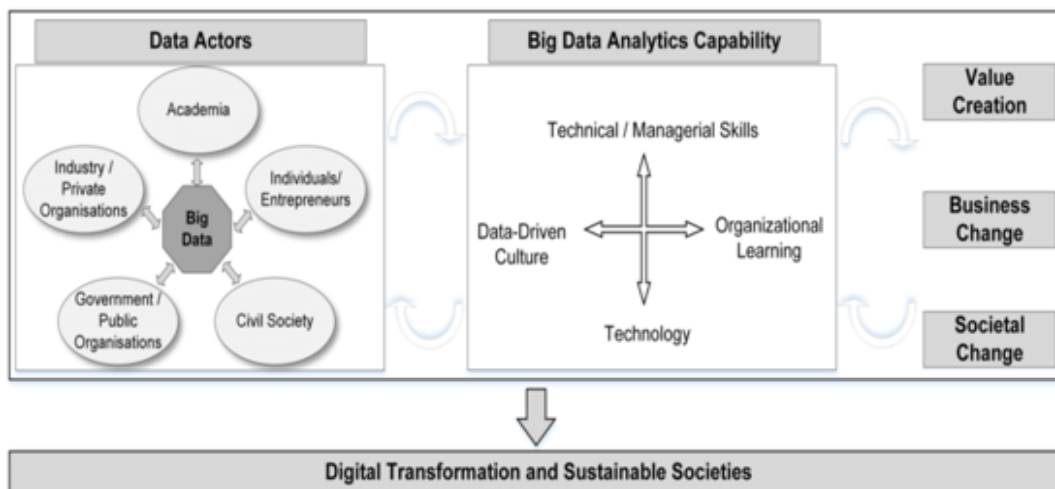 Data Actors
Academia
Industry /
Private
Organisations
Individuals/
Entrepreneurs
Big
Data
Government /
Public
Organisations
Civil Society
Big Data Analytics Capability
Technical / Managerial Skills
Data-Driven
Culture
Organizational
Learning
Technology
Value
Creation
Business
Change
Societal
Change
Digital Transformation and Sustainable Societies